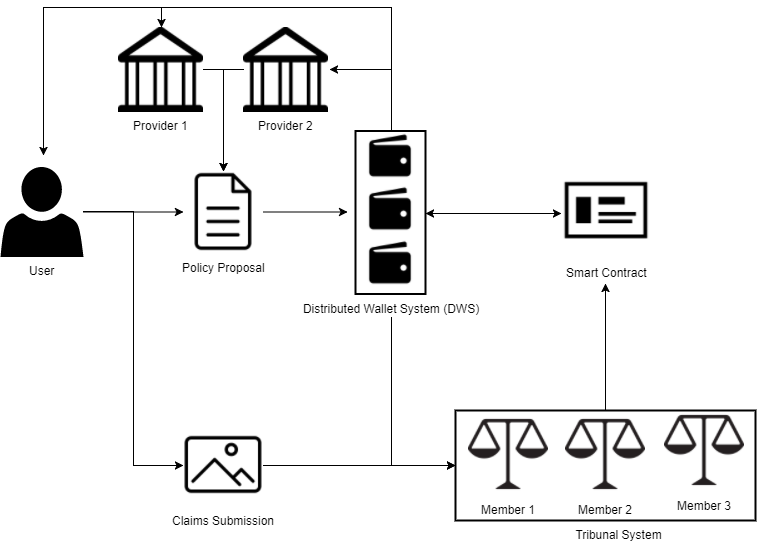 Provider 1
Provider 2
User
Policy Proposal
Smart Contract
Distributed Wallet System (DWS)
Claims Submission
Member 1
Member 2
Member 3
Tribunal System